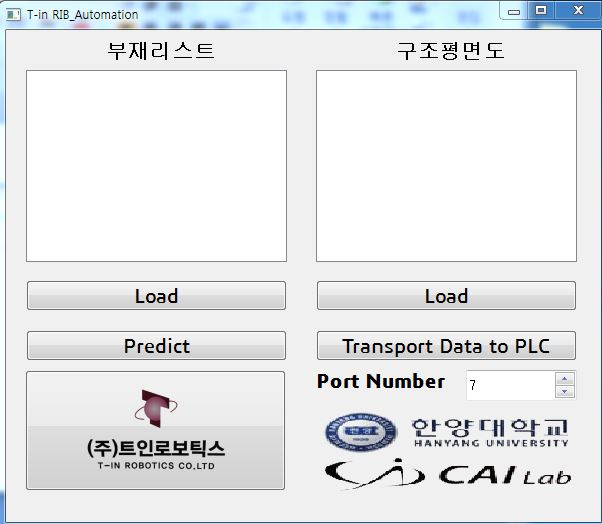 T-in RIB_Automation
부재리스트
구조평면도
Load
Load
Predict
Transport Data to PLC
Port Number
7
(주)트인로보틱스
T-IN ROBOTICS CO.,LTD
한양대학교
HANYANG UNIVERSITY
CAI Lab